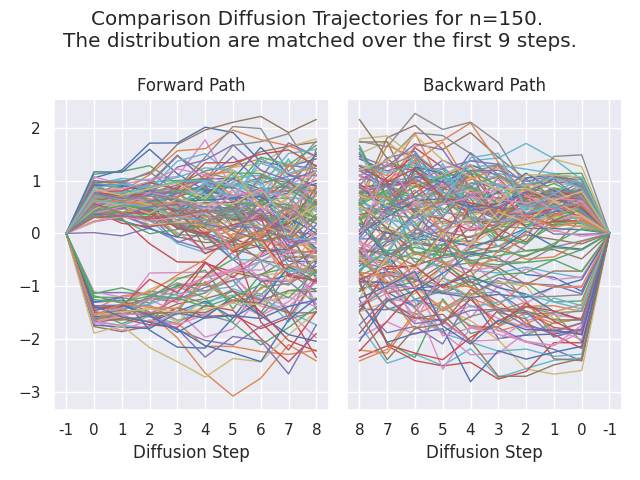 Comparison Diffusion Trajectories for n=150.
The distribution are matched over the first 9 steps.
Forward Path
Backward Path
2
1
0
−1
−2
−3
-1 0 1 2 3 4 5 6 7 8
8 7 6 5 4 3 2 1 0 -1
Diffusion Step
Diffusion Step